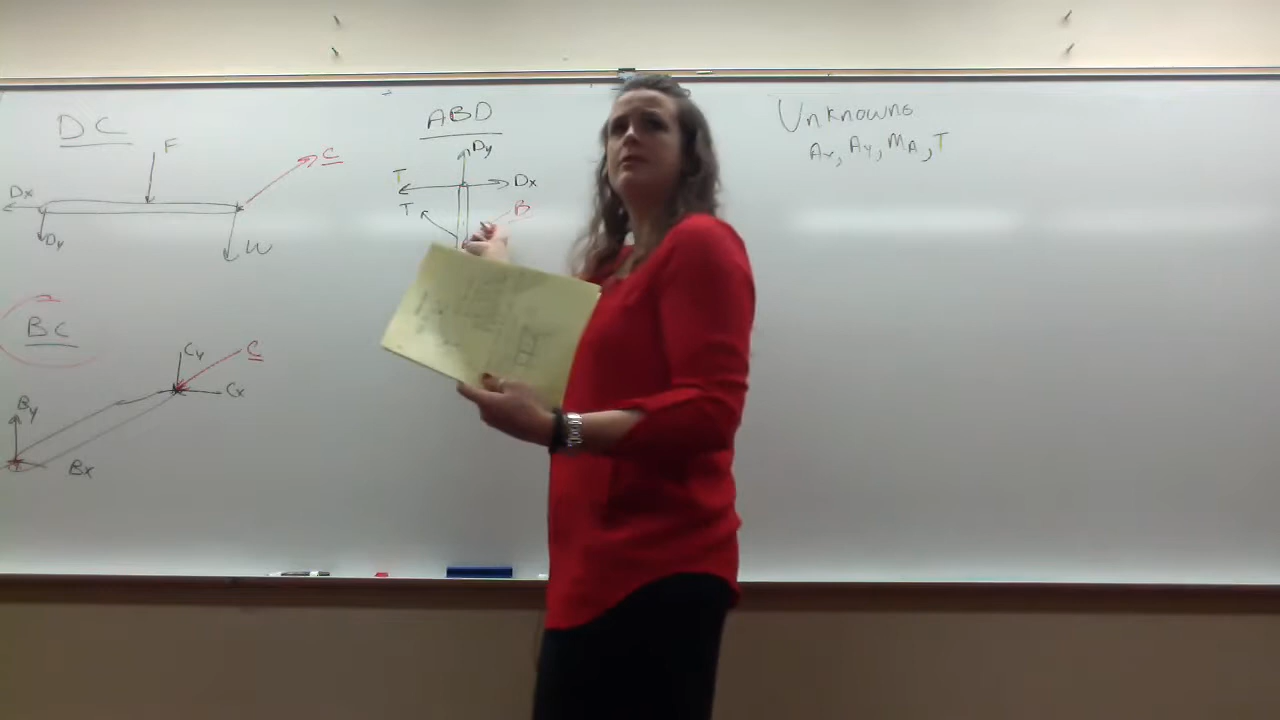 DC
F
C
Dx
Dy
W
BC
Cy
C
Cx
By
Bx
ABD
Dy
T
Dx
T
B
Unknowns
Ax, Ay, MA, T